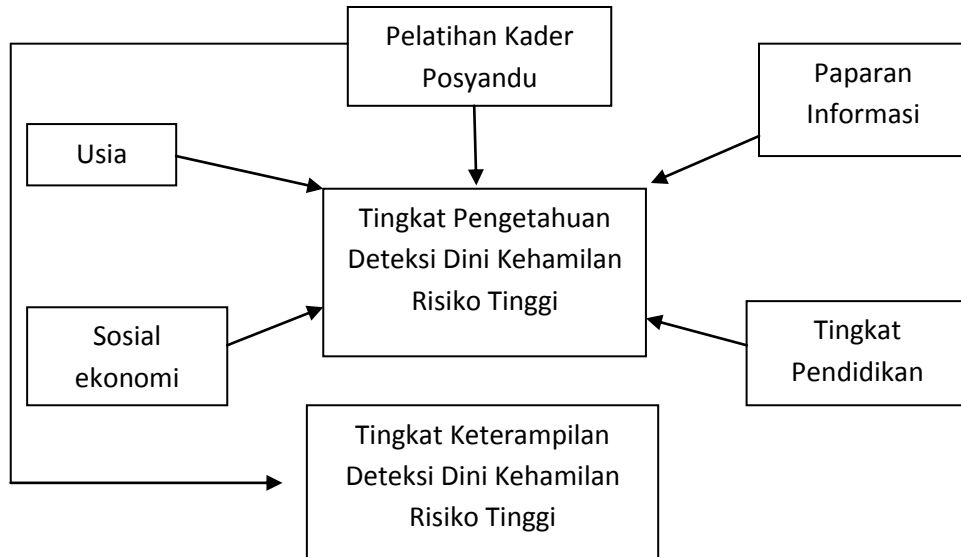 Pelatihan Kader
Posyandu
Paparan
Informasi
Usia
Tingkat Pengetahuan
Deteksi Dini Kehamilan
Risiko Tinggi
Sosial
ekonomi
Tingkat
Pendidikan
Tingkat Keterampilan
Deteksi Dini Kehamilan
Risiko Tinggi